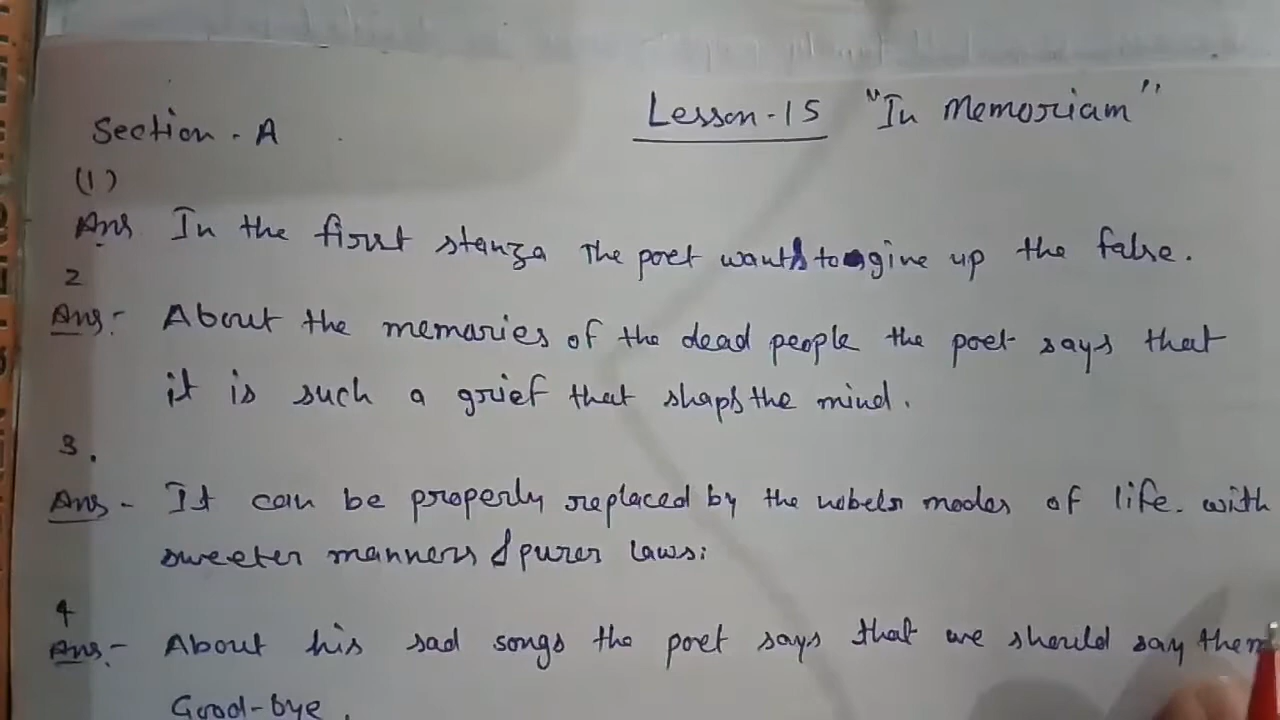 Lesson-15 "In Memoriam"
Section-A
(1)
Ans In the first stanza The poet wants to give up the false.
2
Ans:- About the memories of the dead people the poet says that
it is such a grief that shaps the mind.
3.
Ans- It can be properly replaced by the nobelr modes of life. with
sweeter manners & purer laws:
4
Ans:- About his sad songs the poet says that we should say them
Good-bye.